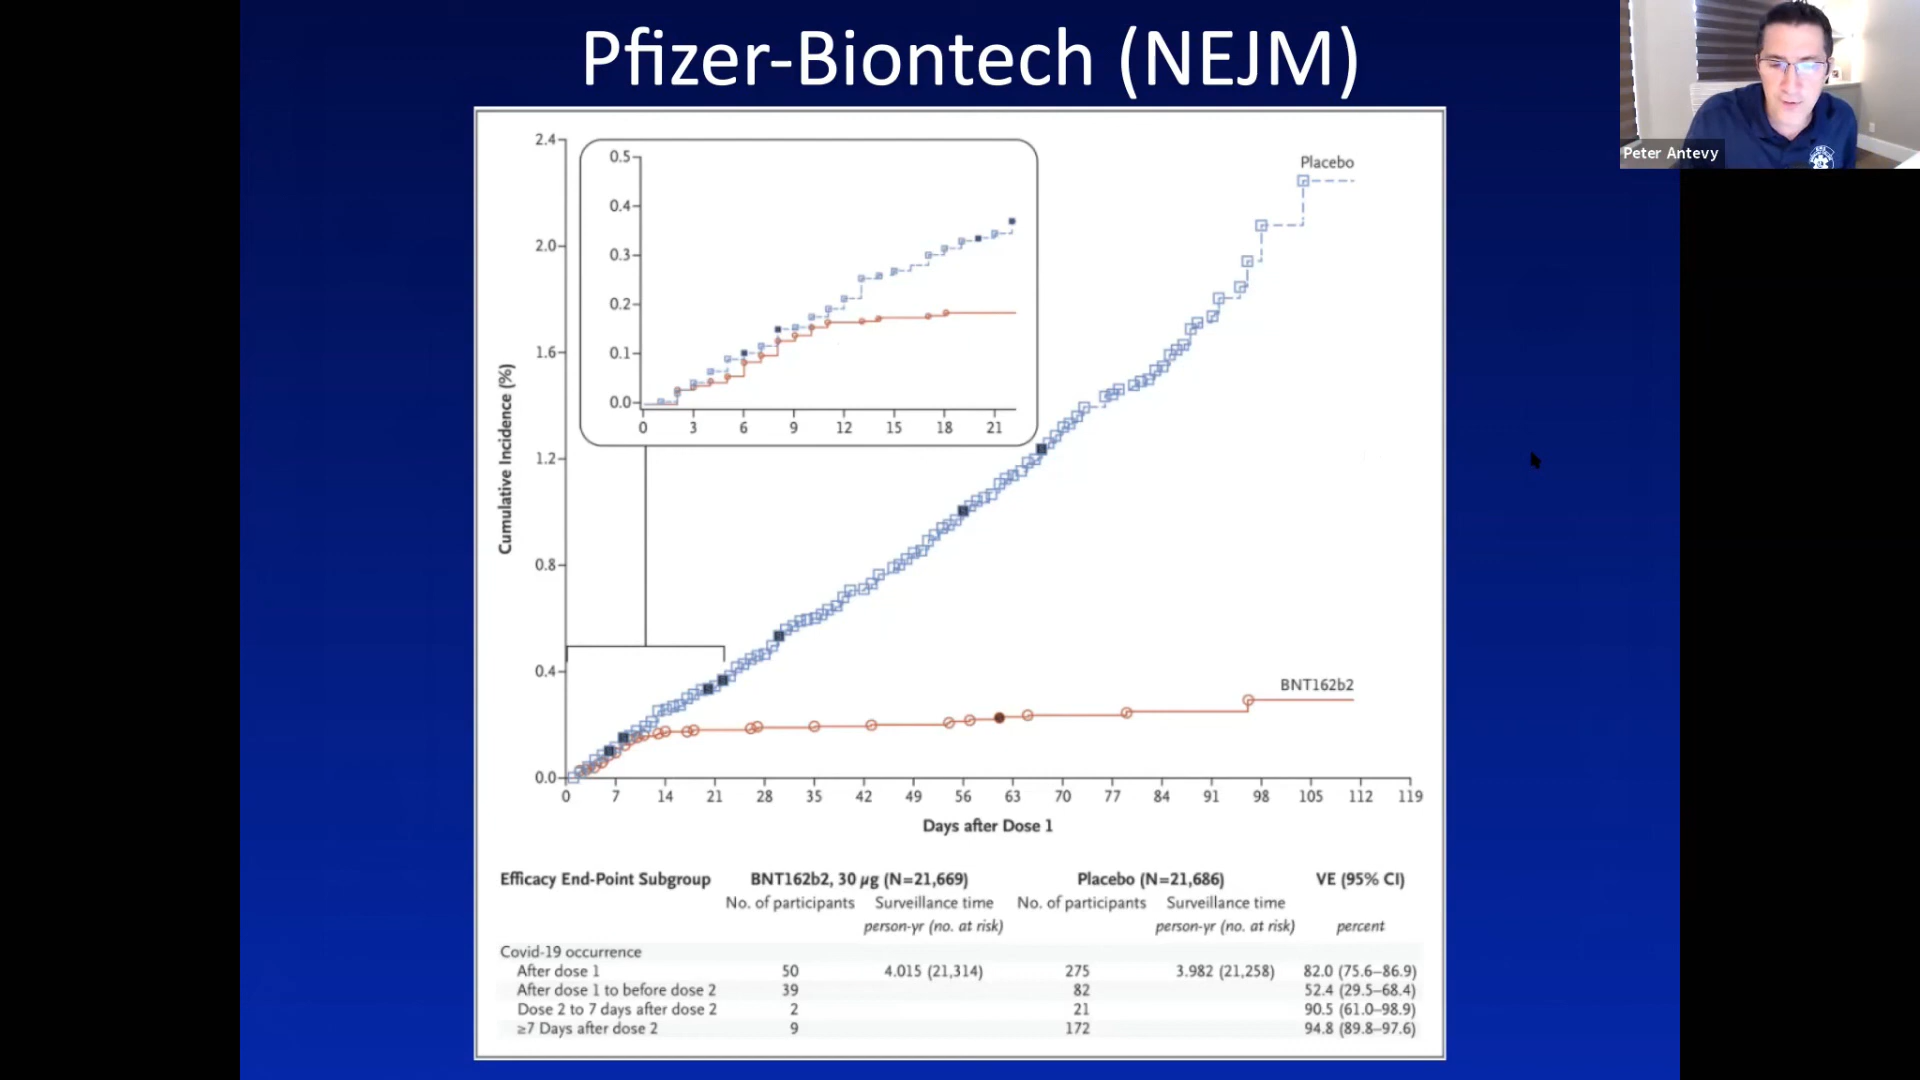 Pfizer-Biontech (NEJM)
Peter Antevy
Cumulative Incidence (%)
2.4
2.0
1.6
1.2
0.8
0.4
0.0
0.5
0.4
0.3
0.2
0.1
0.0
0 3 6 9 12 15 18 21
Placebo
BNT162b2
0 7 14 21 28 35 42 49 56 63 70 77 84 91 98 105 112 119
Days after Dose 1
Efficacy End-Point Subgroup BNT162b2, 30 µg (N=21,669) Placebo (N=21,686) VE (95% CI)
No. of participants Surveillance time No. of participants Surveillance time
person-yr (no. at risk) person-yr (no. at risk) percent
Covid-19 occurrence
After dose 1 50 4.015 (21,314) 275 3.982 (21,258) 82.0 (75.6–86.9)
After dose 1 to before dose 2 39 82 52.4 (29.5–68.4)
Dose 2 to 7 days after dose 2 2 21 90.5 (61.0–98.9)
≥7 Days after dose 2 9 172 94.8 (89.8–97.6)